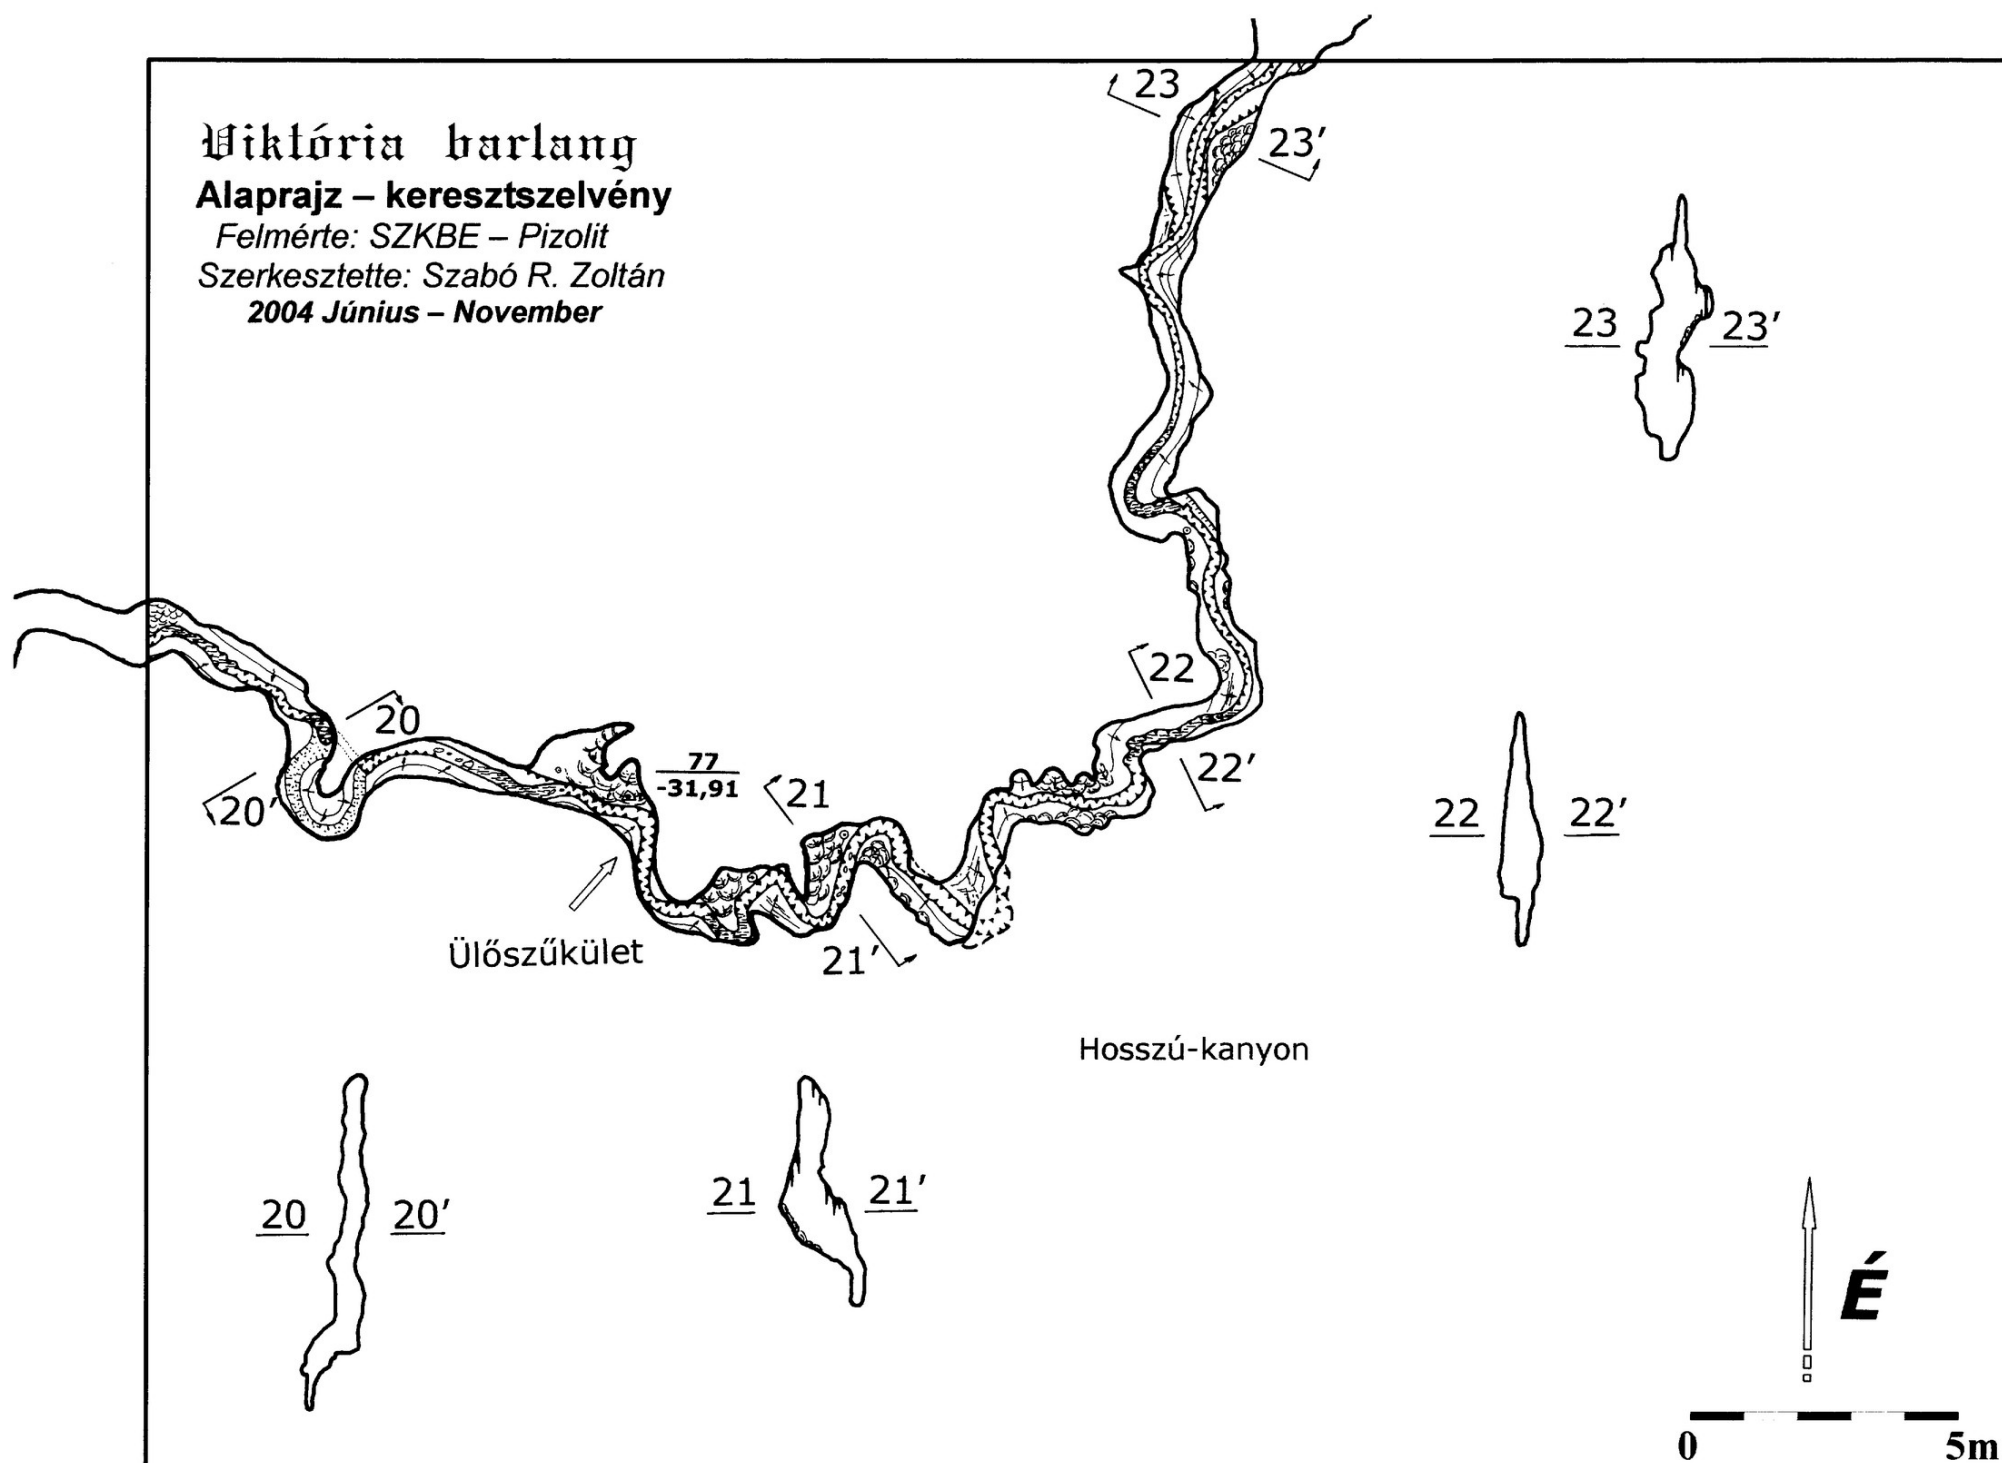 Viktória barlang
Alaprajz – keresztszelvény
Felmérte: SZKBE – Pizolit
Szerkesztette: Szabó R. Zoltán
2004 Június – November
23
23'
23 23'
22
22'
22 22'
20
20'
77
-31,91
21
21'
Ülőszűkület
Hosszú-kanyon
20 20'
21 21'
É
0 5m